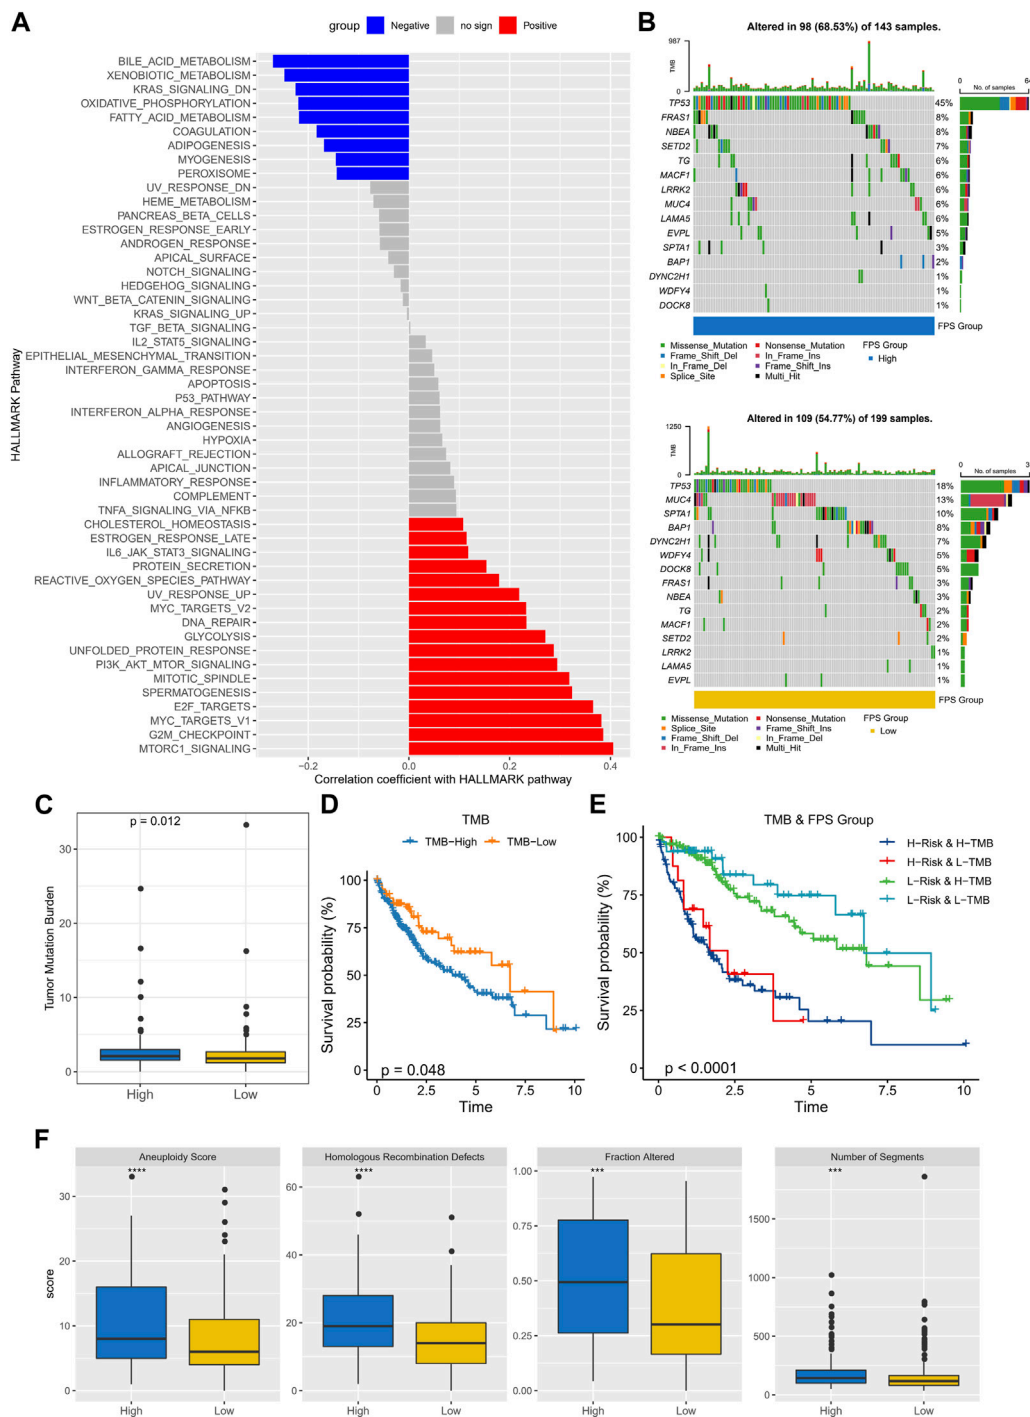 A
group Negative no sign Positive
HALLMARK Pathway
BILE_ACID_METABOLISM
XENOBIOTIC_METABOLISM
KRAS_SIGNALING_DN
OXIDATIVE_PHOSPHORYLATION
FATTY_ACID_METABOLISM
COAGULATION
ADIPOGENESIS
MYOGENESIS
PEROXISOME
UV_RESPONSE_DN
HEME_METABOLISM
PANCREAS_BETA_CELLS
ESTROGEN_RESPONSE_EARLY
ANDROGEN_RESPONSE
APICAL_SURFACE
NOTCH_SIGNALING
HEDGEHOG_SIGNALING
WNT_BETA_CATENIN_SIGNALING
KRAS_SIGNALING_UP
TGF_BETA_SIGNALING
IL2_STAT5_SIGNALING
EPITHELIAL_MESENCHYMAL_TRANSITION
INTERFERON_GAMMA_RESPONSE
APOPTOSIS
P53_PATHWAY
INTERFERON_ALPHA_RESPONSE
ANGIOGENESIS
HYPOXIA
ALLOGRAFT_REJECTION
APICAL_JUNCTION
INFLAMMATORY_RESPONSE
COMPLEMENT
TNFA_SIGNALING_VIA_NFKB
CHOLESTEROL_HOMEOSTASIS
ESTROGEN_RESPONSE_LATE
IL6_JAK_STAT3_SIGNALING
PROTEIN_SECRETION
REACTIVE_OXYGEN_SPECIES_PATHWAY
UV_RESPONSE_UP
MYC_TARGETS_V2
DNA_REPAIR
GLYCOLYSIS
UNFOLDED_PROTEIN_RESPONSE
PI3K_AKT_MTOR_SIGNALING
MITOTIC_SPINDLE
SPERMATOGENESIS
E2F_TARGETS
MYC_TARGETS_V1
G2M_CHECKPOINT
MTORC1_SIGNALING
−0.2 0.0 0.2 0.4
Correlation coefficient with HALLMARK pathway
B
Altered in 98 (68.53%) of 143 samples.
987
TMB
0
0 6
No. of samples
TP53 45%
FRAS1 8%
NBEA 8%
SETD2 7%
TG 6%
MACF1 6%
LRRK2 6%
MUC4 6%
LAMA5 6%
EVPL 5%
SPTA1 3%
BAP1 2%
DYNC2H1 1%
WDFY4 1%
DOCK8 1%
FPS Group
Missense_Mutation Nonsense_Mutation FPS Group
Frame_Shift_Del In_Frame_Ins High
In_Frame_Del Frame_Shift_Ins
Splice_Site Multi_Hit
Altered in 109 (54.77%) of 199 samples.
1250
TMB
0
0 3
No. of samples
TP53 18%
MUC4 13%
SPTA1 10%
BAP1 8%
DYNC2H1 7%
WDFY4 5%
DOCK8 5%
FRAS1 3%
NBEA 3%
TG 2%
MACF1 2%
SETD2 2%
LRRK2 1%
LAMA5 1%
EVPL 1%
FPS Group
Missense_Mutation Nonsense_Mutation FPS Group
Splice_Site Frame_Shift_Ins Low
Frame_Shift_Del In_Frame_Del
In_Frame_Ins Multi_Hit
C
p = 0.012
Tumor Mutation Burden
30
20
10
0
High Low
D
TMB
TMB−High TMB−Low
Survival probability (%)
100
75
50
25
0
p = 0.048
0 2.5 5 7.5 10
Time
E
TMB & FPS Group
H−Risk & H−TMB
H−Risk & L−TMB
L−Risk & H−TMB
L−Risk & L−TMB
Survival probability (%)
100
75
50
25
0
p < 0.0001
0 2.5 5 7.5 10
Time
F
Aneuploidy Score Homologous Recombination Defects Fraction Altered Number of Segments
**** **** *** ***
score
30
20
10
0
High Low
60
40
20
0
High Low
1.00
0.75
0.50
0.25
0.00
High Low
1500
1000
500
0
High Low